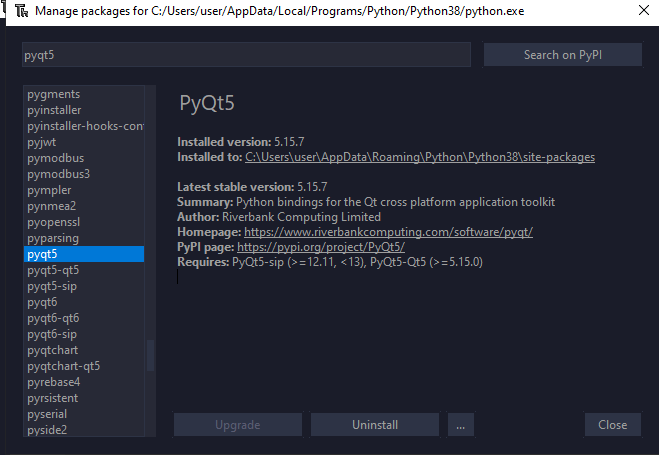 Manage packages for C:/Users/user/AppData/Local/Programs/Python/Python38/python.exe
pyqt5
Search on PyPI
pygments
pyinstaller
pyinstaller-hooks-con
pyjwt
pymodbus
pymodbus3
pympler
pynmea2
pyopenssl
pyparsing
pyqt5
pyqt5-qt5
pyqt5-sip
pyqt6
pyqt6-qt6
pyqt6-sip
pyqtchart
pyqtchart-qt5
pyrebase4
pyrsistent
pyserial
pyside2
PyQt5
Installed version: 5.15.7
Installed to: C:\Users\user\AppData\Roaming\Python\Python38\site-packages
Latest stable version: 5.15.7
Summary: Python bindings for the Qt cross platform application toolkit
Author: Riverbank Computing Limited
Homepage: https://www.riverbankcomputing.com/software/pyqt/
PyPI page: https://pypi.org/project/PyQt5/
Requires: PyQt5-sip (>=12.11, <13), PyQt5-Qt5 (>=5.15.0)
Upgrade
Uninstall
...
Close